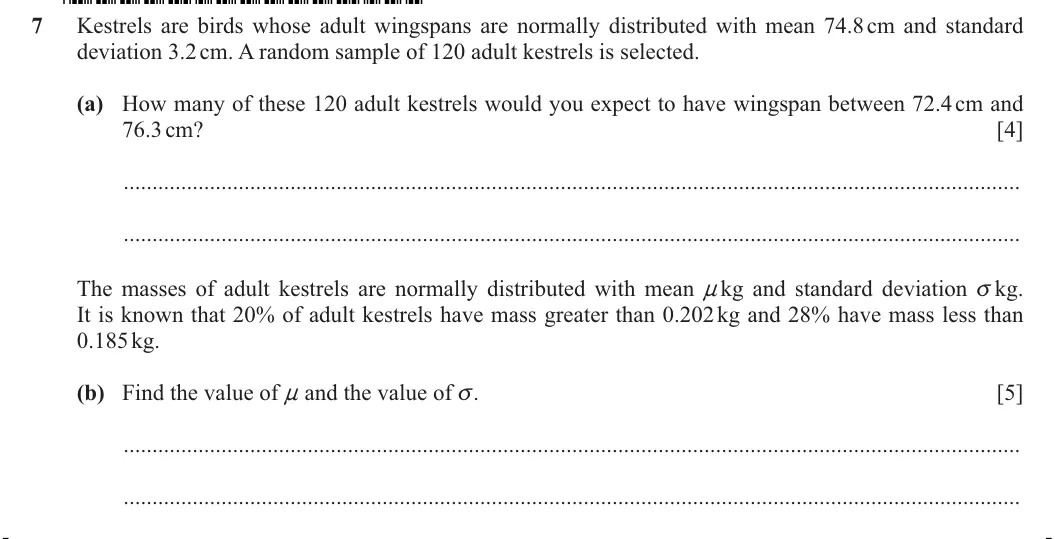 7 Kestrels are birds whose adult wingspans are normally distributed with mean 74.8 cm and standard
deviation 3.2 cm. A random sample of 120 adult kestrels is selected.
(a) How many of these 120 adult kestrels would you expect to have wingspan between 72.4 cm and
76.3 cm? [4]
................................................................................................................................................................
................................................................................................................................................................
The masses of adult kestrels are normally distributed with mean μ kg and standard deviation σ kg.
It is known that 20% of adult kestrels have mass greater than 0.202 kg and 28% have mass less than
0.185 kg.
(b) Find the value of μ and the value of σ. [5]
................................................................................................................................................................
................................................................................................................................................................